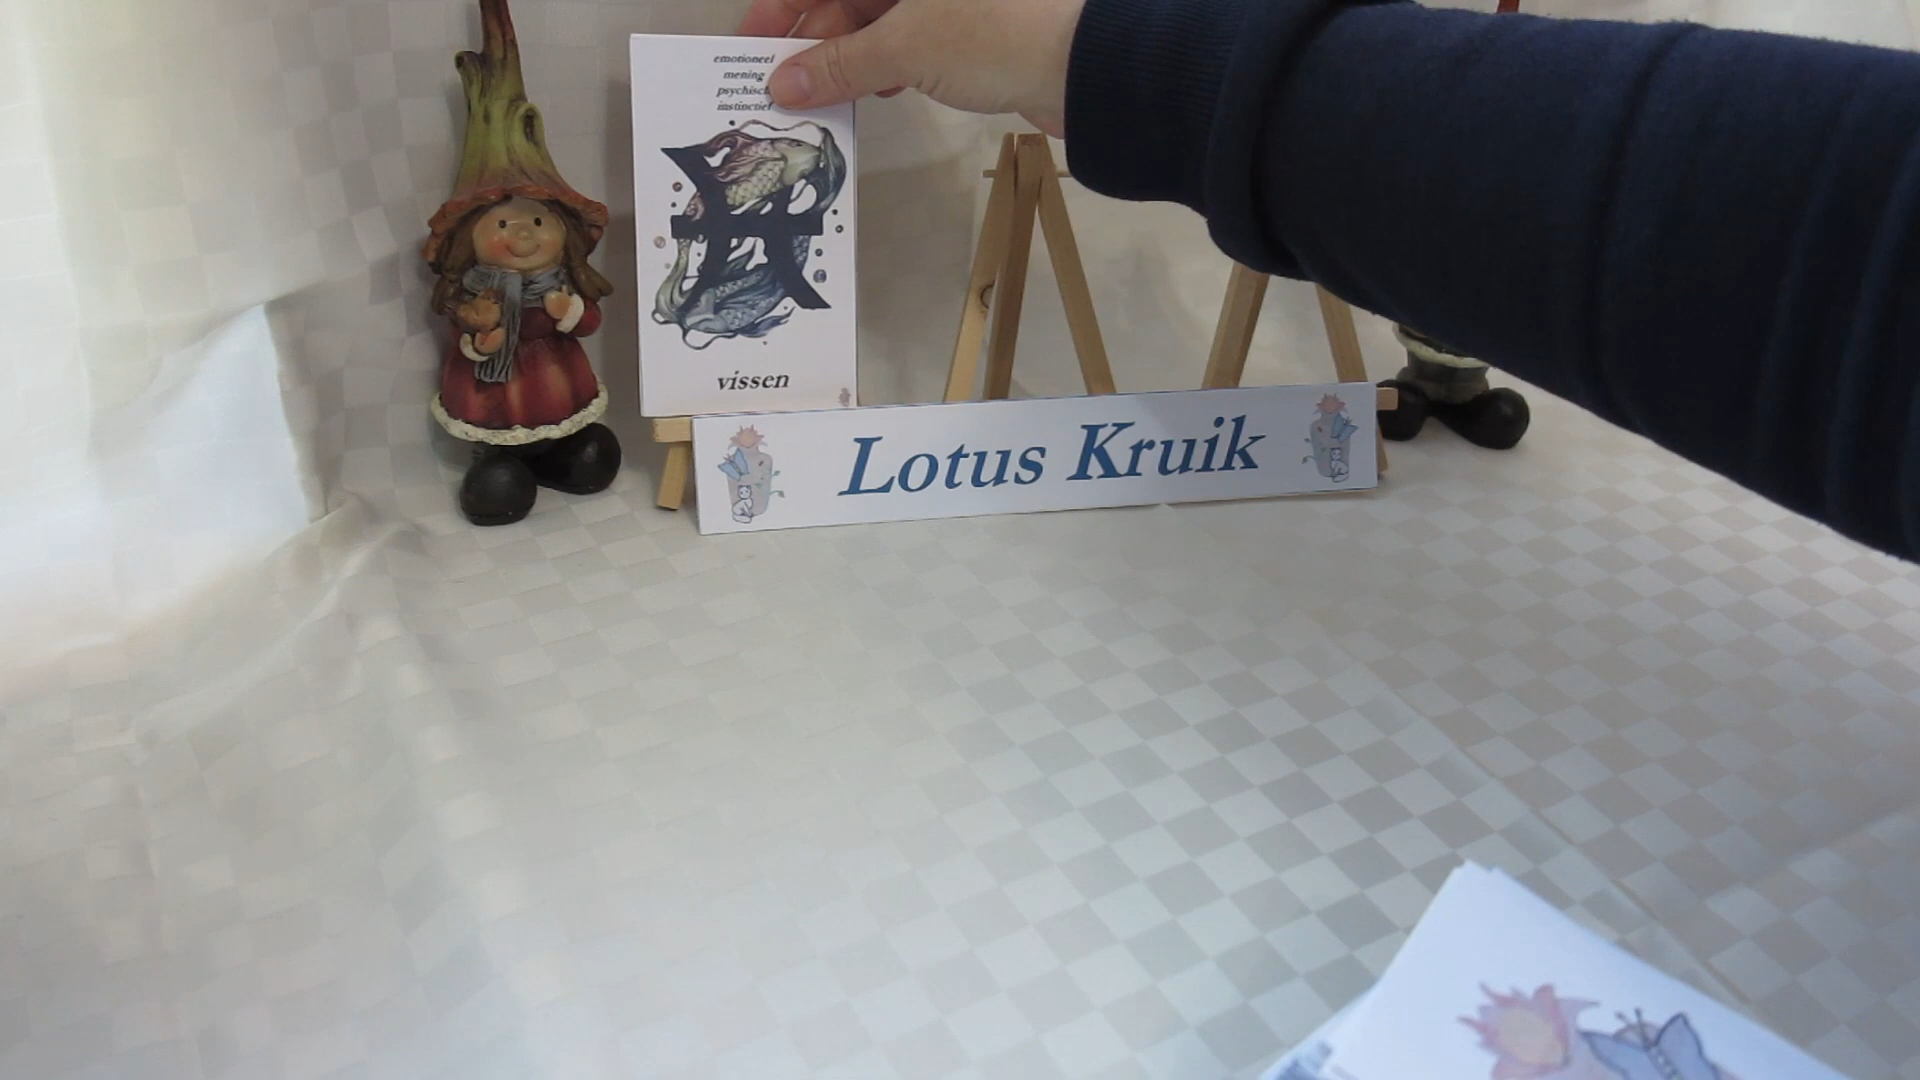 emotioneel
mening
psychisch
instinctief
vissen
Lotus Kruik